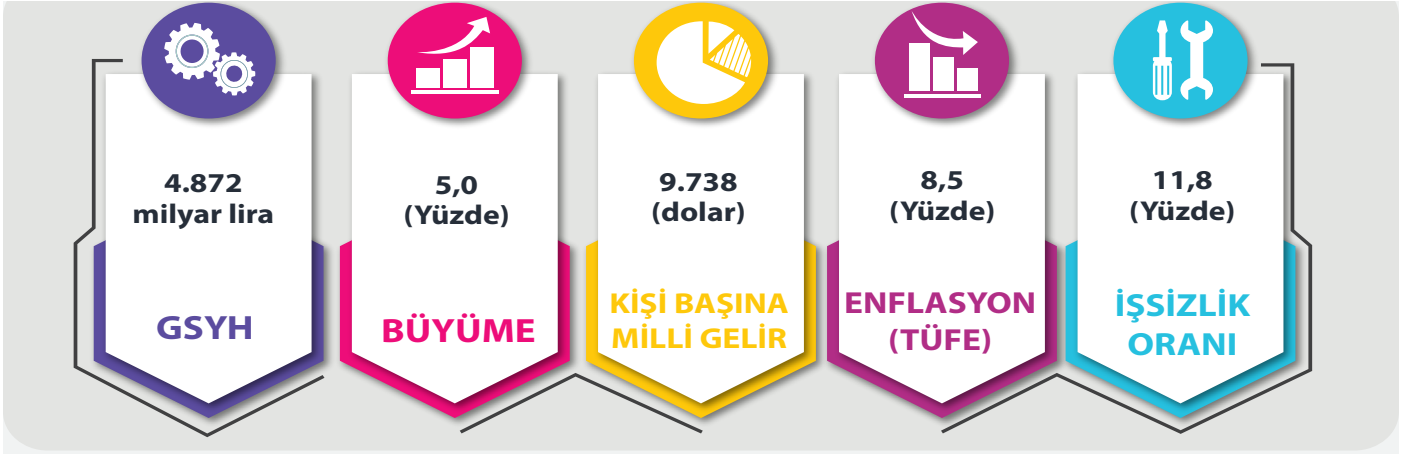 4.872
milyar lira
GSYH
5,0
(Yüzde)
BÜYÜME
9.738
(dolar)
KİŞİ BAŞINA
MİLLİ GELİR
8,5
(Yüzde)
ENFLASYON
(TÜFE)
11,8
(Yüzde)
İŞSİZLİK
ORANI